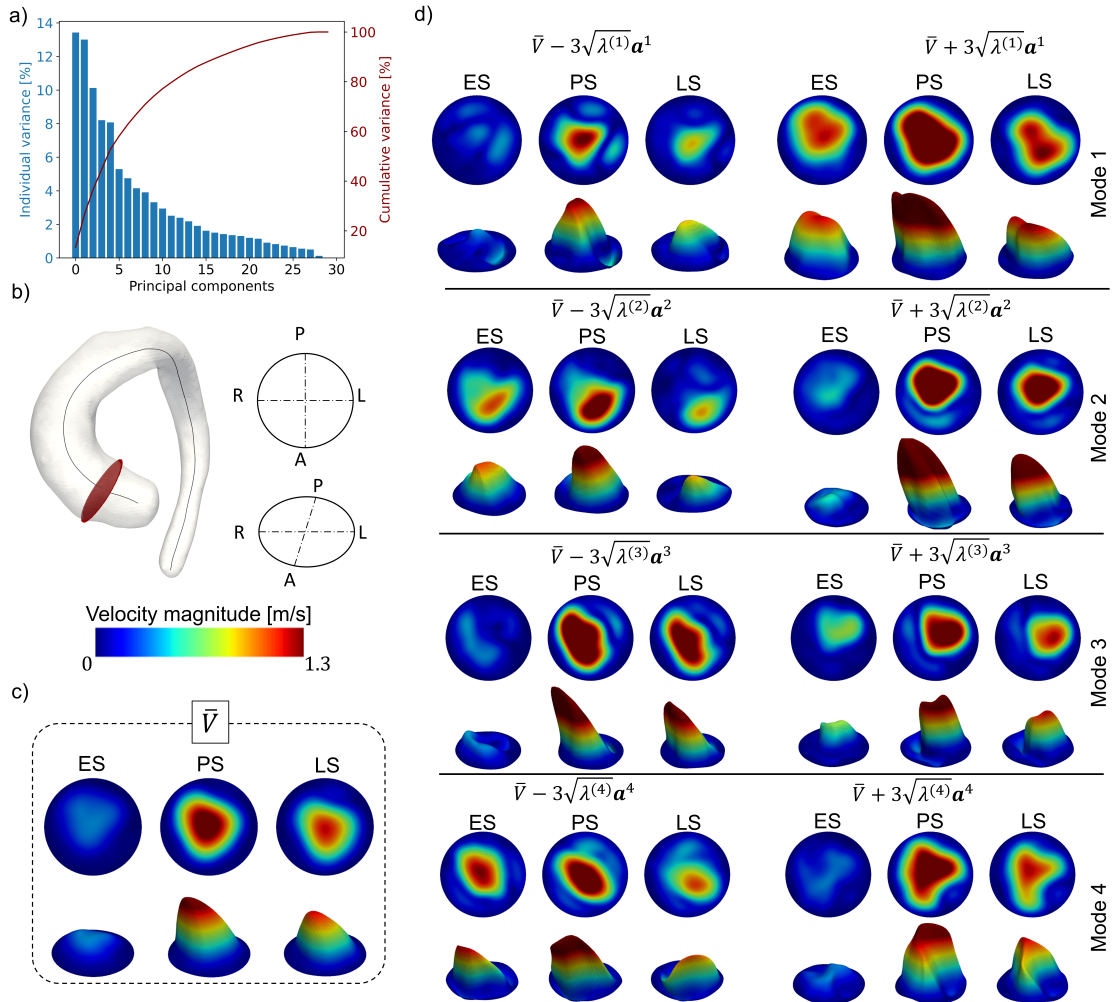 a)
Individual variance [%]
14
12
10
8
6
4
2
0
0 5 10 15 20 25 30
Principal components
100
80
60
40
20
Cumulative variance [%]
b)
P
R L
A
P
R L
A
Velocity magnitude [m/s]
0 1.3
c)
V̄
ES PS LS
d)
V̄ − 3√λ⁽¹⁾a¹ V̄ + 3√λ⁽¹⁾a¹
ES PS LS ES PS LS
Mode 1
V̄ − 3√λ⁽²⁾a² V̄ + 3√λ⁽²⁾a²
ES PS LS ES PS LS
Mode 2
V̄ − 3√λ⁽³⁾a³ V̄ + 3√λ⁽³⁾a³
ES PS LS ES PS LS
Mode 3
V̄ − 3√λ⁽⁴⁾a⁴ V̄ + 3√λ⁽⁴⁾a⁴
ES PS LS ES PS LS
Mode 4